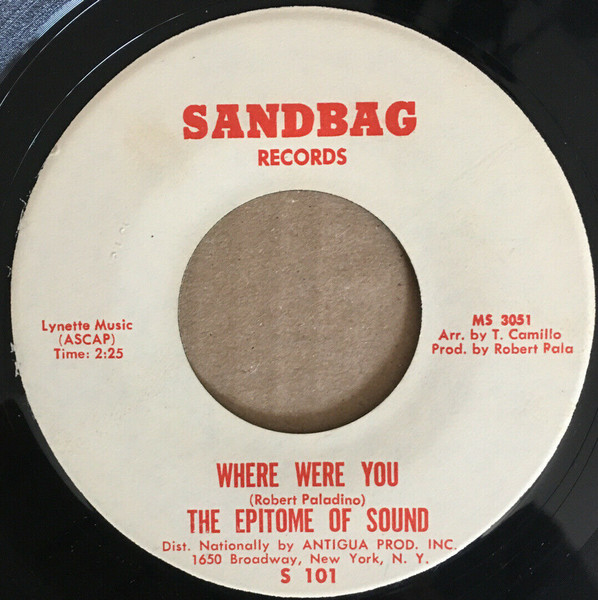 SANDBAG
RECORDS
Lynette Music
(ASCAP)
Time: 2:25
MS 3051
Arr. by T. Camillo
Prod. by Robert Pala
WHERE WERE YOU
(Robert Paladino)
THE EPITOME OF SOUND
Dist. Nationally by ANTIGUA PROD. INC.
1650 Broadway, New York, N. Y.
S 101